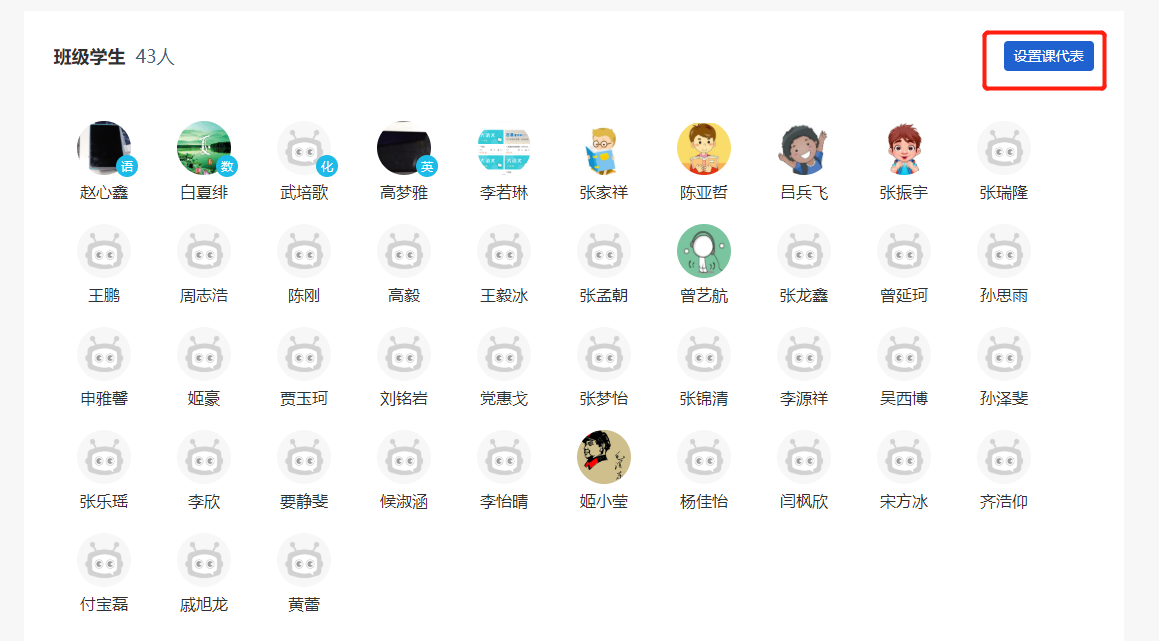 班级学生 43人
设置课代表
语 数 化 英
赵心鑫 白夏绯 武培歌 高梦雅 李若琳 张家祥 陈亚哲 吕兵飞 张振宇 张瑞隆
王鹏 周志浩 陈刚 高毅 王毅冰 张孟朝 曾艺航 张龙鑫 曾延珂 孙思雨
申雅馨 姬豪 贾玉珂 刘铭岩 党惠戈 张梦怡 张锦清 李源祥 吴西博 孙泽斐
张乐瑶 李欣 要静斐 候淑涵 李怡晴 姬小莹 杨佳怡 闫枫欣 宋方冰 齐浩仰
付宝磊 戚旭龙 黄蕾